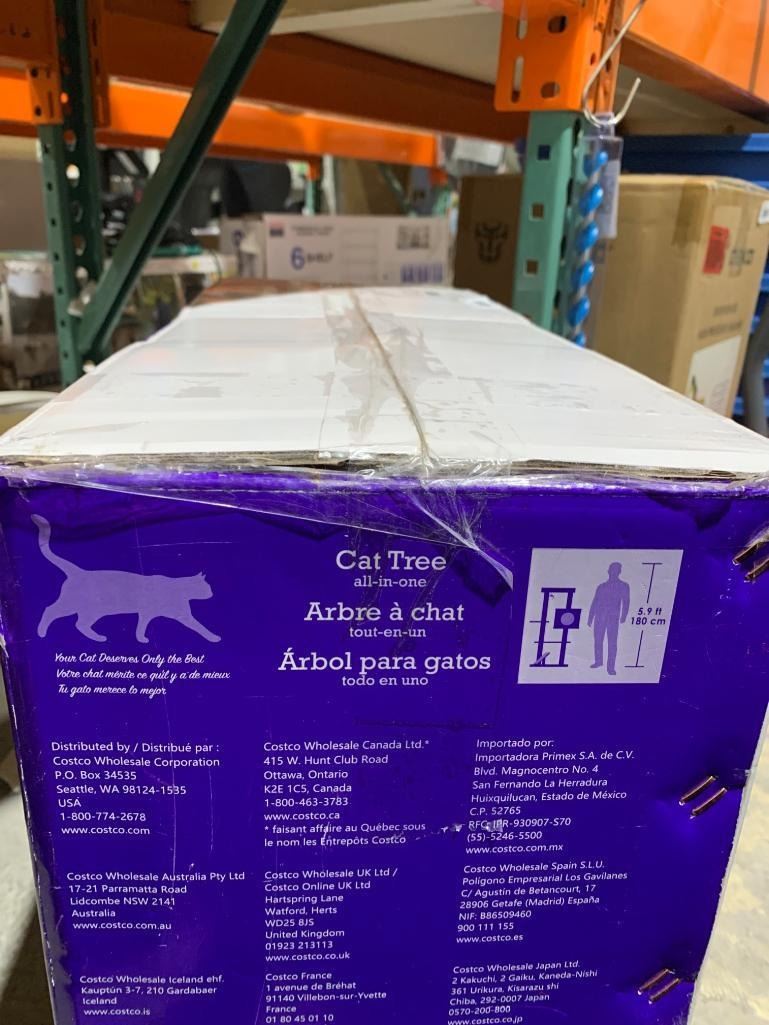 6 SHELF
Cat Tree
all-in-one
Arbre à chat
tout-en-un
Árbol para gatos
todo en uno
Your Cat Deserves Only the Best
Votre chat mérite ce qu'il y a de mieux
Tu gato merece lo mejor
5.9 ft
180 cm
Distributed by / Distribué par :
Costco Wholesale Corporation
P.O. Box 34535
Seattle, WA 98124-1535
USA
1-800-774-2678
www.costco.com
Costco Wholesale Canada Ltd.*
415 W. Hunt Club Road
Ottawa, Ontario
K2E 1C5, Canada
1-800-463-3783
www.costco.ca
* faisant affaire au Québec sous
le nom les Entrepôts Costco
Importado por:
Importadora Primex S.A. de C.V.
Blvd. Magnocentro No. 4
San Fernando La Herradura
Huixquilucan, Estado de México
C.P. 52765
RFC: IPR-930907-S70
(55)-5246-5500
www.costco.com.mx
Costco Wholesale Australia Pty Ltd
17-21 Parramatta Road
Lidcombe NSW 2141
Australia
www.costco.com.au
Costco Wholesale UK Ltd /
Costco Online UK Ltd
Hartspring Lane
Watford, Herts
WD25 8JS
United Kingdom
01923 213113
www.costco.co.uk
Costco Wholesale Spain S.L.U.
Polígono Empresarial Los Gavilanes
C/ Agustín de Betancourt, 17
28906 Getafe (Madrid) España
NIF: B86509460
900 111 155
www.costco.es
Costco Wholesale Iceland ehf.
Kauptún 3-7, 210 Gardabaer
Iceland
www.costco.is
Costco France
1 avenue de Bréhat
91140 Villebon-sur-Yvette
France
01 80 45 01 10
Costco Wholesale Japan Ltd.
2 Kakuchi, 2 Gaiku, Kaneda-Nishi
361 Urikura, Kisarazu shi
Chiba, 292-0007 Japan
0570-200-800
www.costco.co.jp